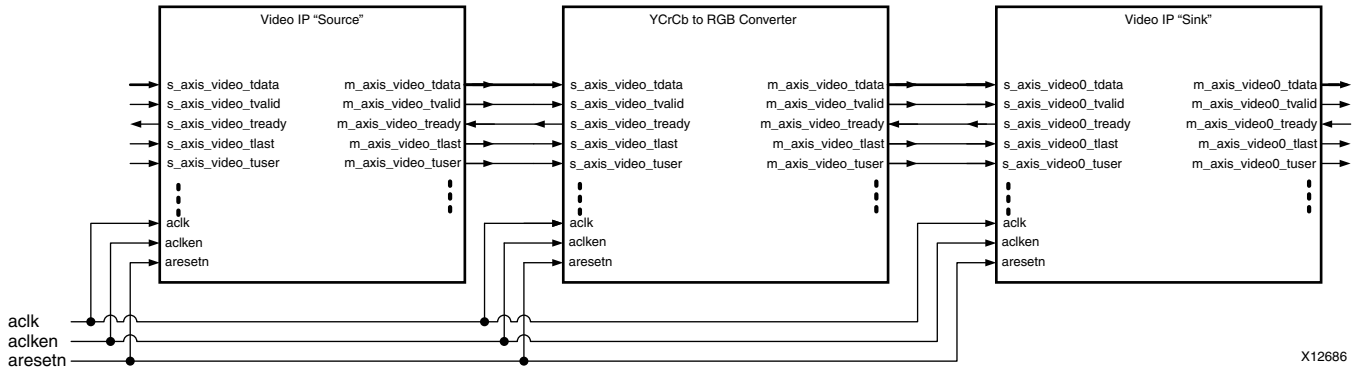 Video IP “Source”
s_axis_video_tdata
s_axis_video_tvalid
s_axis_video_tready
s_axis_video_tlast
s_axis_video_tuser
m_axis_video_tdata
m_axis_video_tvalid
m_axis_video_tready
m_axis_video_tlast
m_axis_video_tuser
aclk
aclken
aresetn
YCrCb to RGB Converter
s_axis_video_tdata
s_axis_video_tvalid
s_axis_video_tready
s_axis_video_tlast
s_axis_video_tuser
m_axis_video_tdata
m_axis_video_tvalid
m_axis_video_tready
m_axis_video_tlast
m_axis_video_tuser
aclk
aclken
aresetn
Video IP “Sink”
s_axis_video0_tdata
s_axis_video0_tvalid
s_axis_video0_tready
s_axis_video0_tlast
s_axis_video0_tuser
m_axis_video0_tdata
m_axis_video0_tvalid
m_axis_video0_tready
m_axis_video0_tlast
m_axis_video0_tuser
aclk
aclken
aresetn
aclk
aclken
aresetn
X12686